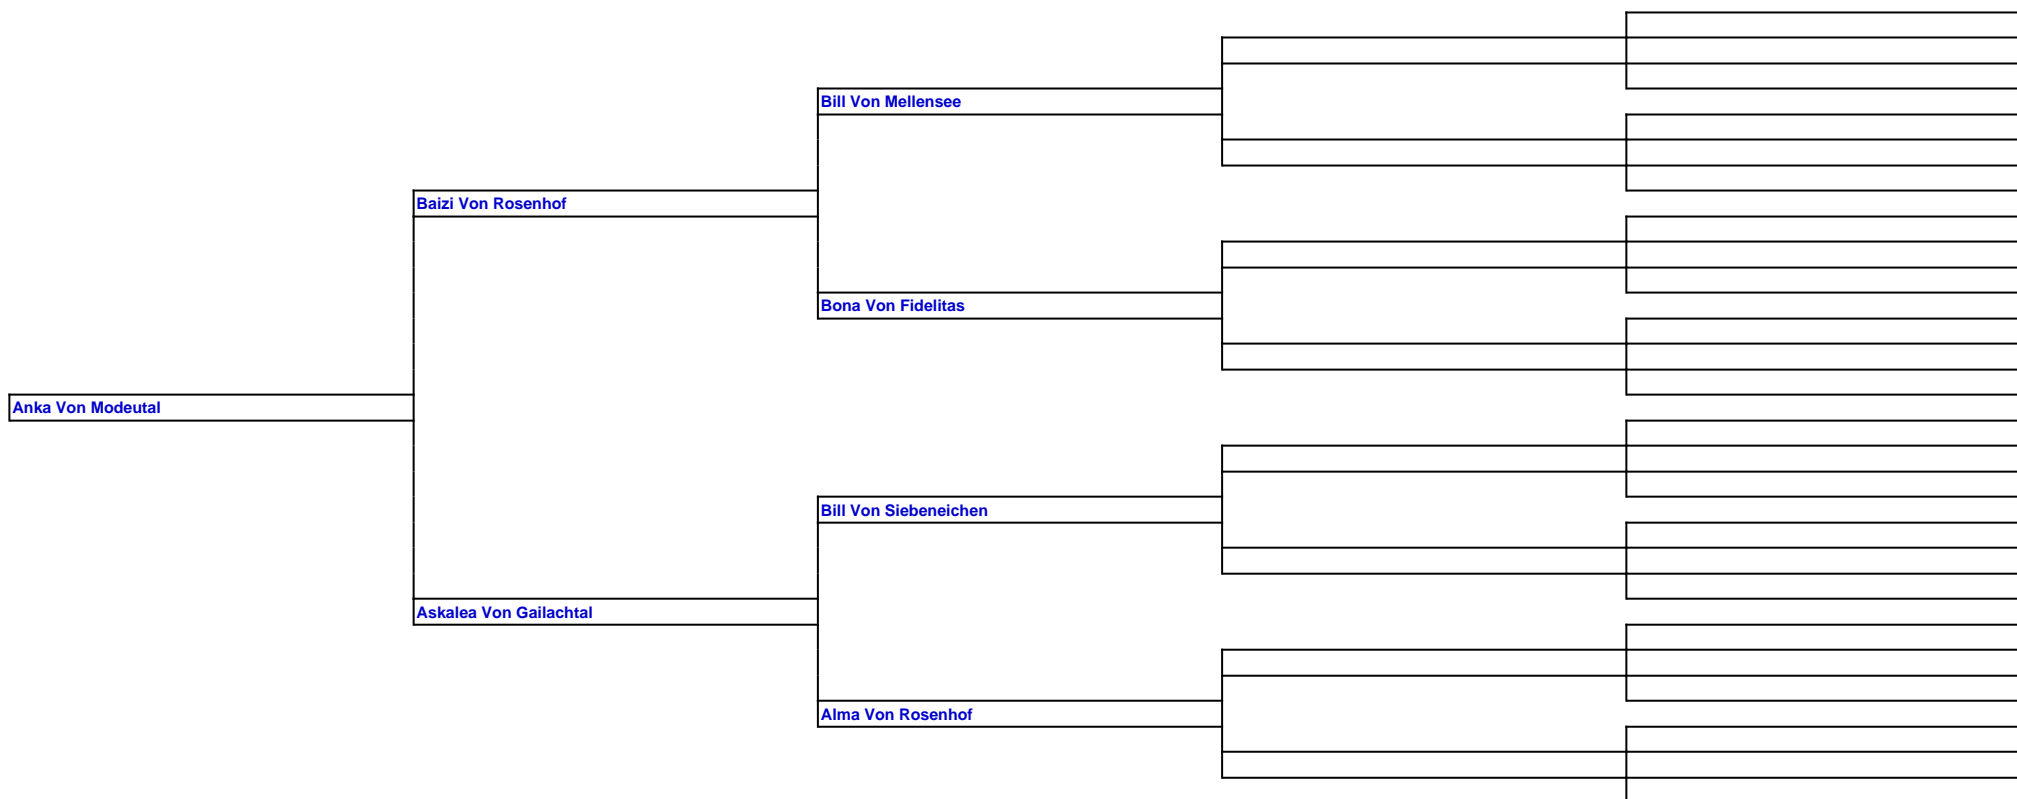 Bill Von Mellensee
Baizi Von Rosenhof
Bona Von Fidelitas
Anka Von Modeutal
Bill Von Siebeneichen
Askalea Von Gailachtal
Alma Von Rosenhof